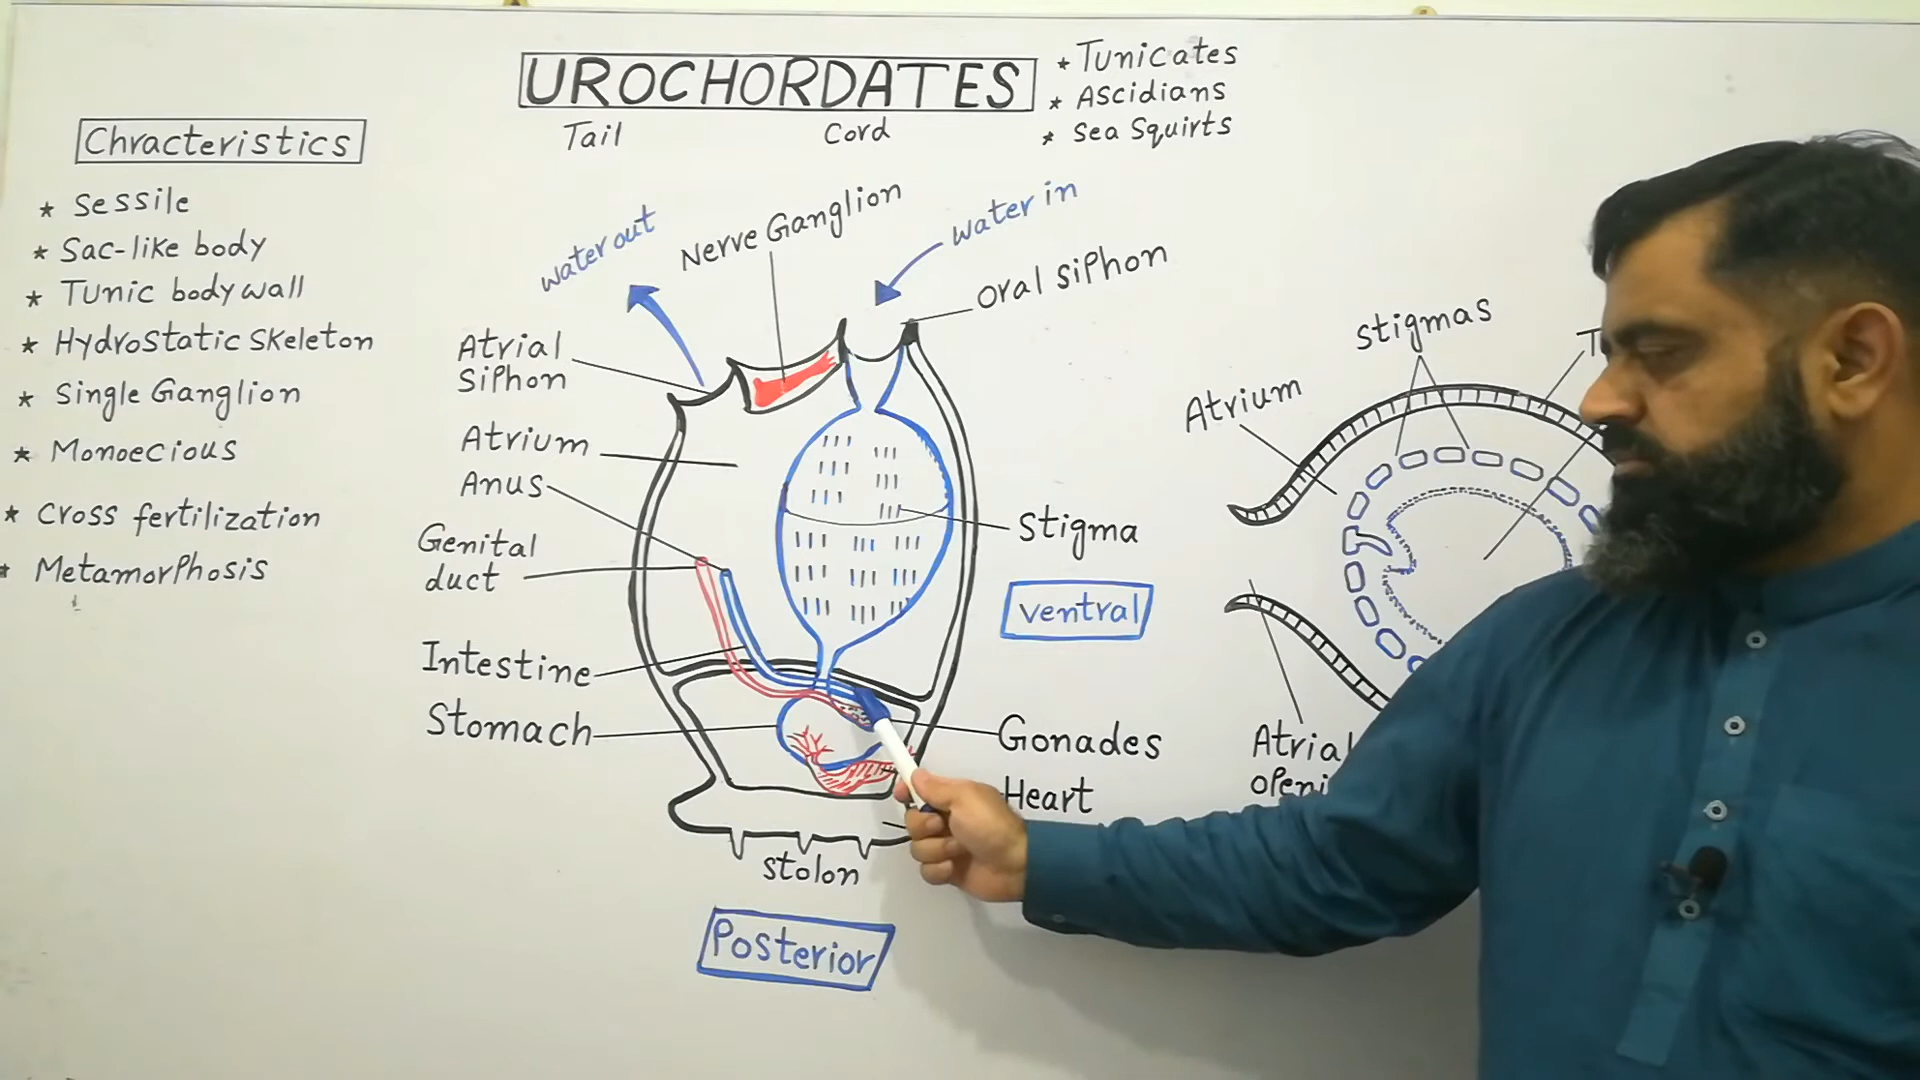 UROCHORDATES
Tail Cord
* Tunicates
* Ascidians
* Sea Squirts
Chracteristics
* Sessile
* Sac-like body
* Tunic body wall
* Hydrostatic Skeleton
* Single Ganglion
* Monoecious
* Cross fertilization
* Metamorphosis
water out
Nerve Ganglion
water in
Oral Siphon
Atrial
Siphon
Atrium
Anus
Genital
duct
Intestine
Stomach
Stigma
ventral
Gonades
Heart
Stolon
Posterior
Stigmas
Atrium
Atrial